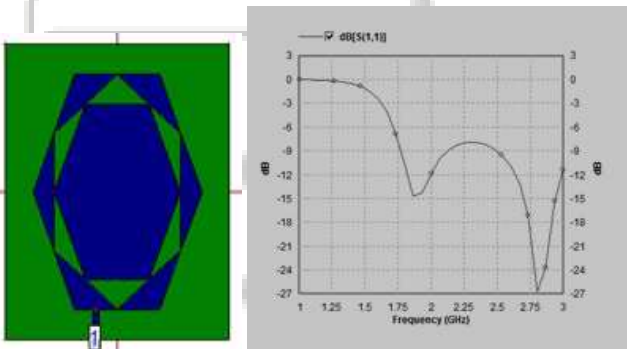 1
dB[S(1,1)]
3 3
0 0
-3 -3
-6 -6
-9 -9
dB -12 -12 dB
-15 -15
-18 -18
-21 -21
-24 -24
-27 -27
1 1.25 1.5 1.75 2 2.25 2.5 2.75 3
Frequency (GHz)